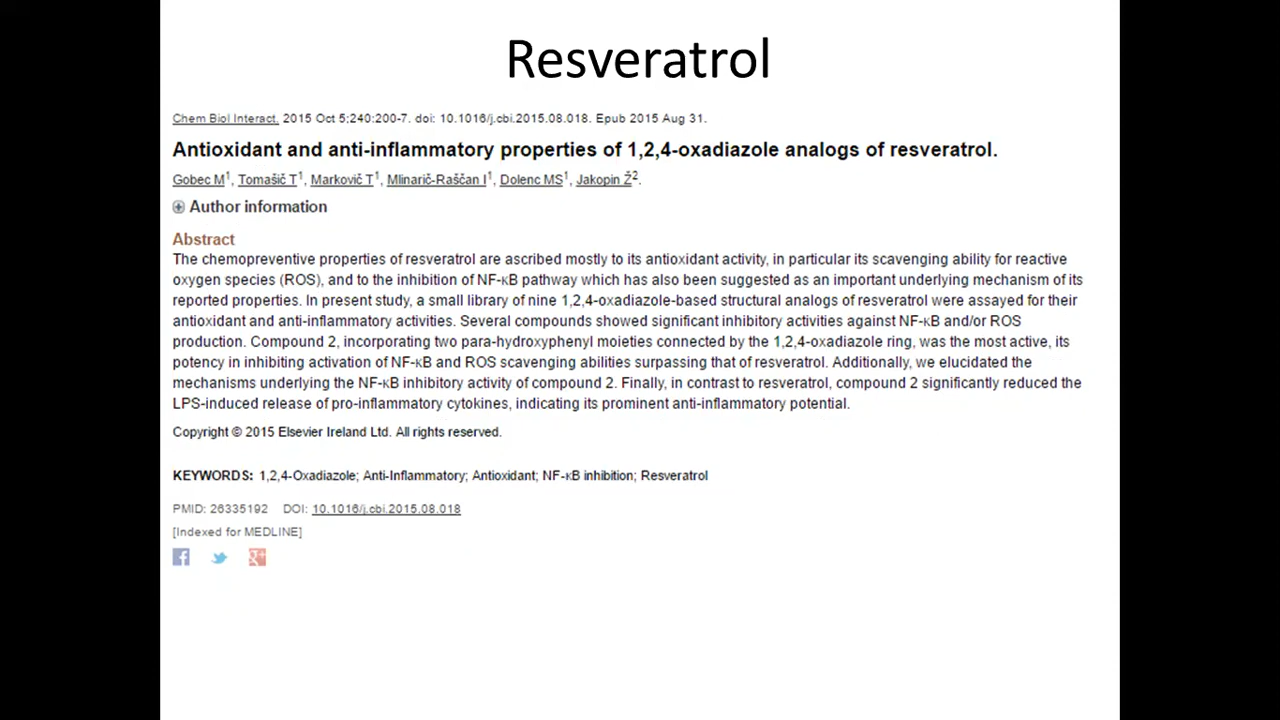 Resveratrol
Chem Biol Interact. 2015 Oct 5;240:200-7. doi: 10.1016/j.cbi.2015.08.018. Epub 2015 Aug 31.
Antioxidant and anti-inflammatory properties of 1,2,4-oxadiazole analogs of resveratrol.
Gobec M1, Tomašič T1, Markovič T1, Mlinarič-Raščan I1, Dolenc MS1, Jakopin Ž2.
Author information
Abstract
The chemopreventive properties of resveratrol are ascribed mostly to its antioxidant activity, in particular its scavenging ability for reactive
oxygen species (ROS), and to the inhibition of NF-κB pathway which has also been suggested as an important underlying mechanism of its
reported properties. In present study, a small library of nine 1,2,4-oxadiazole-based structural analogs of resveratrol were assayed for their
antioxidant and anti-inflammatory activities. Several compounds showed significant inhibitory activities against NF-κB and/or ROS
production. Compound 2, incorporating two para-hydroxyphenyl moieties connected by the 1,2,4-oxadiazole ring, was the most active, its
potency in inhibiting activation of NF-κB and ROS scavenging abilities surpassing that of resveratrol. Additionally, we elucidated the
mechanisms underlying the NF-κB inhibitory activity of compound 2. Finally, in contrast to resveratrol, compound 2 significantly reduced the
LPS-induced release of pro-inflammatory cytokines, indicating its prominent anti-inflammatory potential.
Copyright © 2015 Elsevier Ireland Ltd. All rights reserved.
KEYWORDS: 1,2,4-Oxadiazole; Anti-Inflammatory; Antioxidant; NF-κB inhibition; Resveratrol
PMID: 26335192 DOI: 10.1016/j.cbi.2015.08.018
[Indexed for MEDLINE]